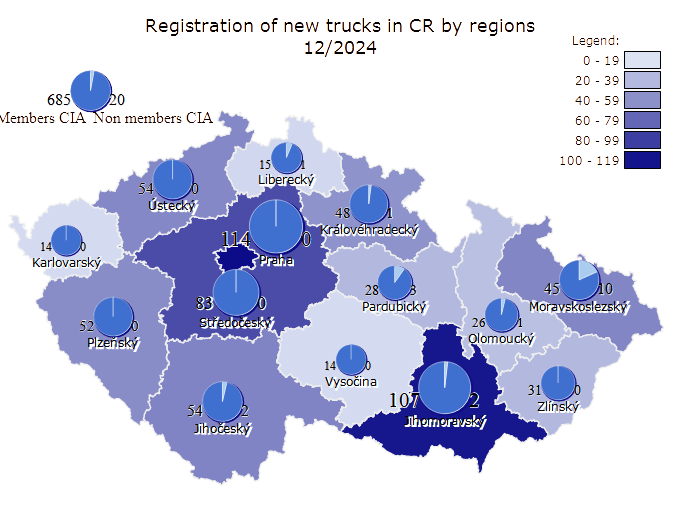 Registration of new trucks in CR by regions
12/2024
Legend:
0 - 19
20 - 39
40 - 59
60 - 79
80 - 99
100 - 119
685 20
Members CIA Non members CIA
15 1
Liberecký
54 0
Ústecký
48 1
Královéhradecký
114 0
Praha
14 0
Karlovarský
28 3
Pardubický
45 10
Moravskoslezský
83 0
Středočeský
52 0
Plzeňský
26 1
Olomoucký
14 0
Vysočina
31 0
Zlínský
54 2
Jihočeský
107 2
Jihomoravský